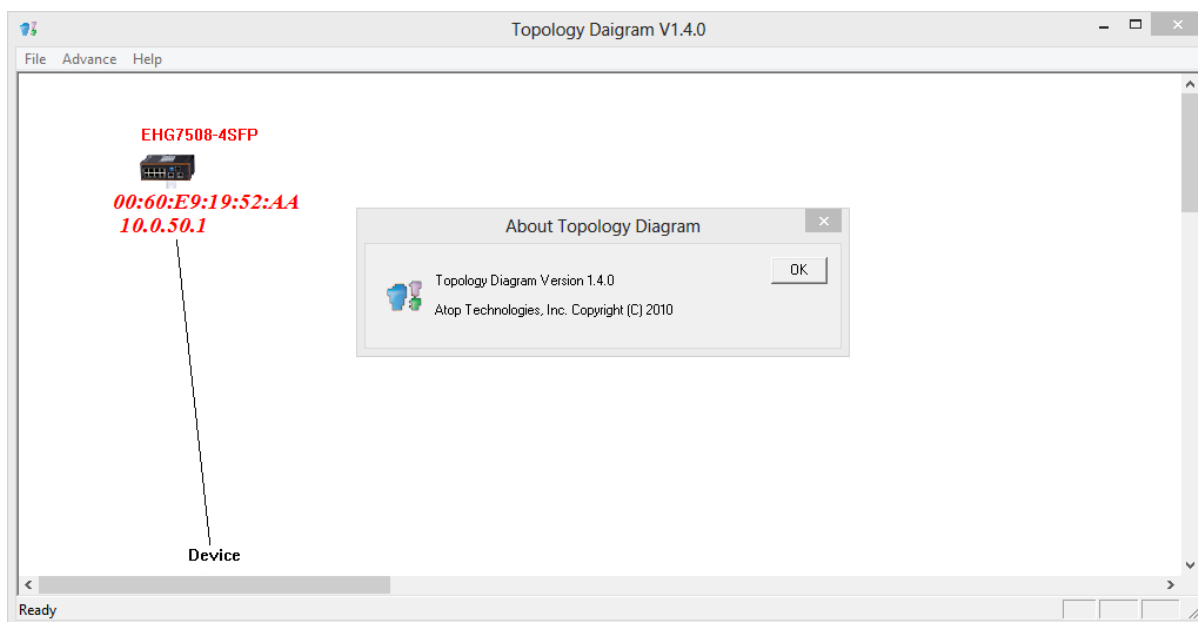 Topology Daigram V1.4.0
File Advance Help
EHG7508-4SFP
00:60:E9:19:52:AA
10.0.50.1
About Topology Diagram
OK
Topology Diagram Version 1.4.0
Atop Technologies, Inc. Copyright (C) 2010
Device
Ready